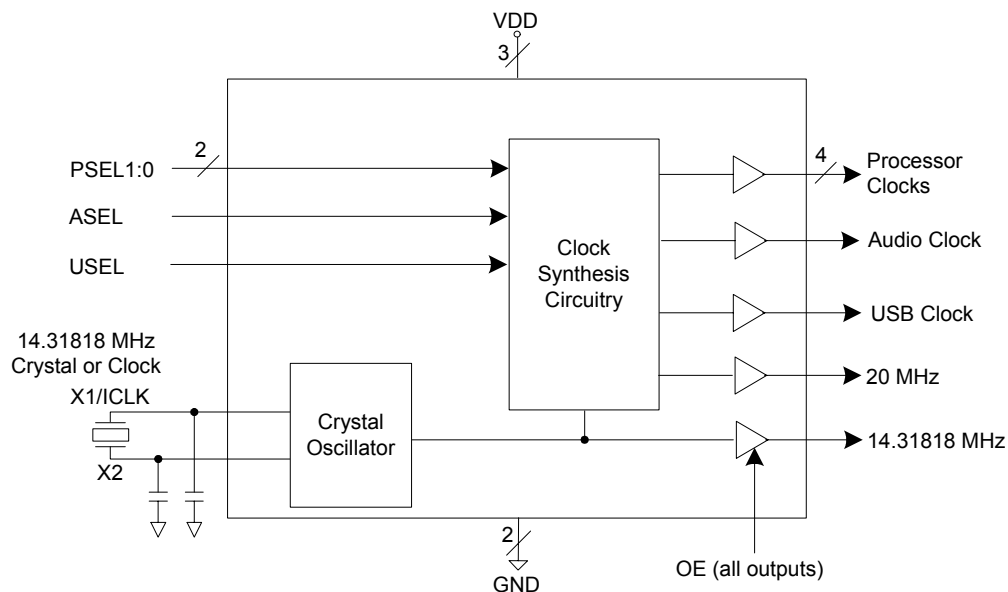 VDD
3
2
PSEL1:0
ASEL
USEL
Clock
Synthesis
Circuitry
4
Processor
Clocks
Audio Clock
USB Clock
20 MHz
14.31818 MHz
14.31818 MHz
Crystal or Clock
X1/ICLK
X2
Crystal
Oscillator
2
GND
OE (all outputs)